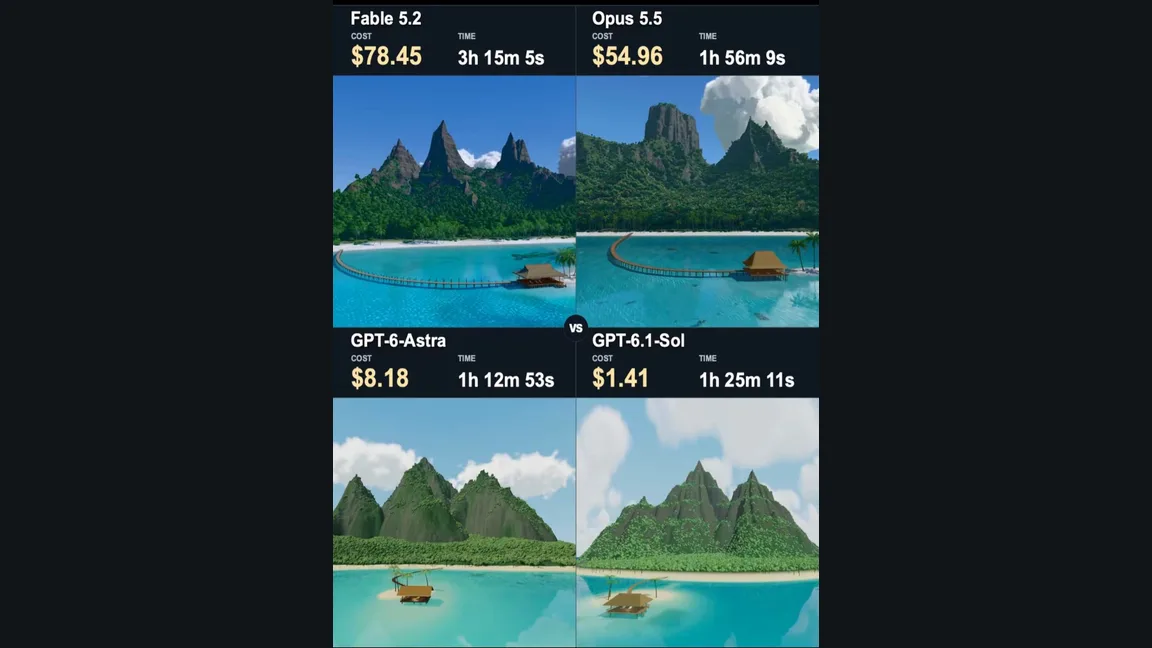 Fable 5.2
COST
TIME
$78.45
3h 15m 5s
Opus 5.5
COST
TIME
$54.96
1h 56m 9s
VS
GPT-6-Astra
COST
TIME
$8.18
1h 12m 53s
GPT-6.1-Sol
COST
TIME
$1.41
1h 25m 11s